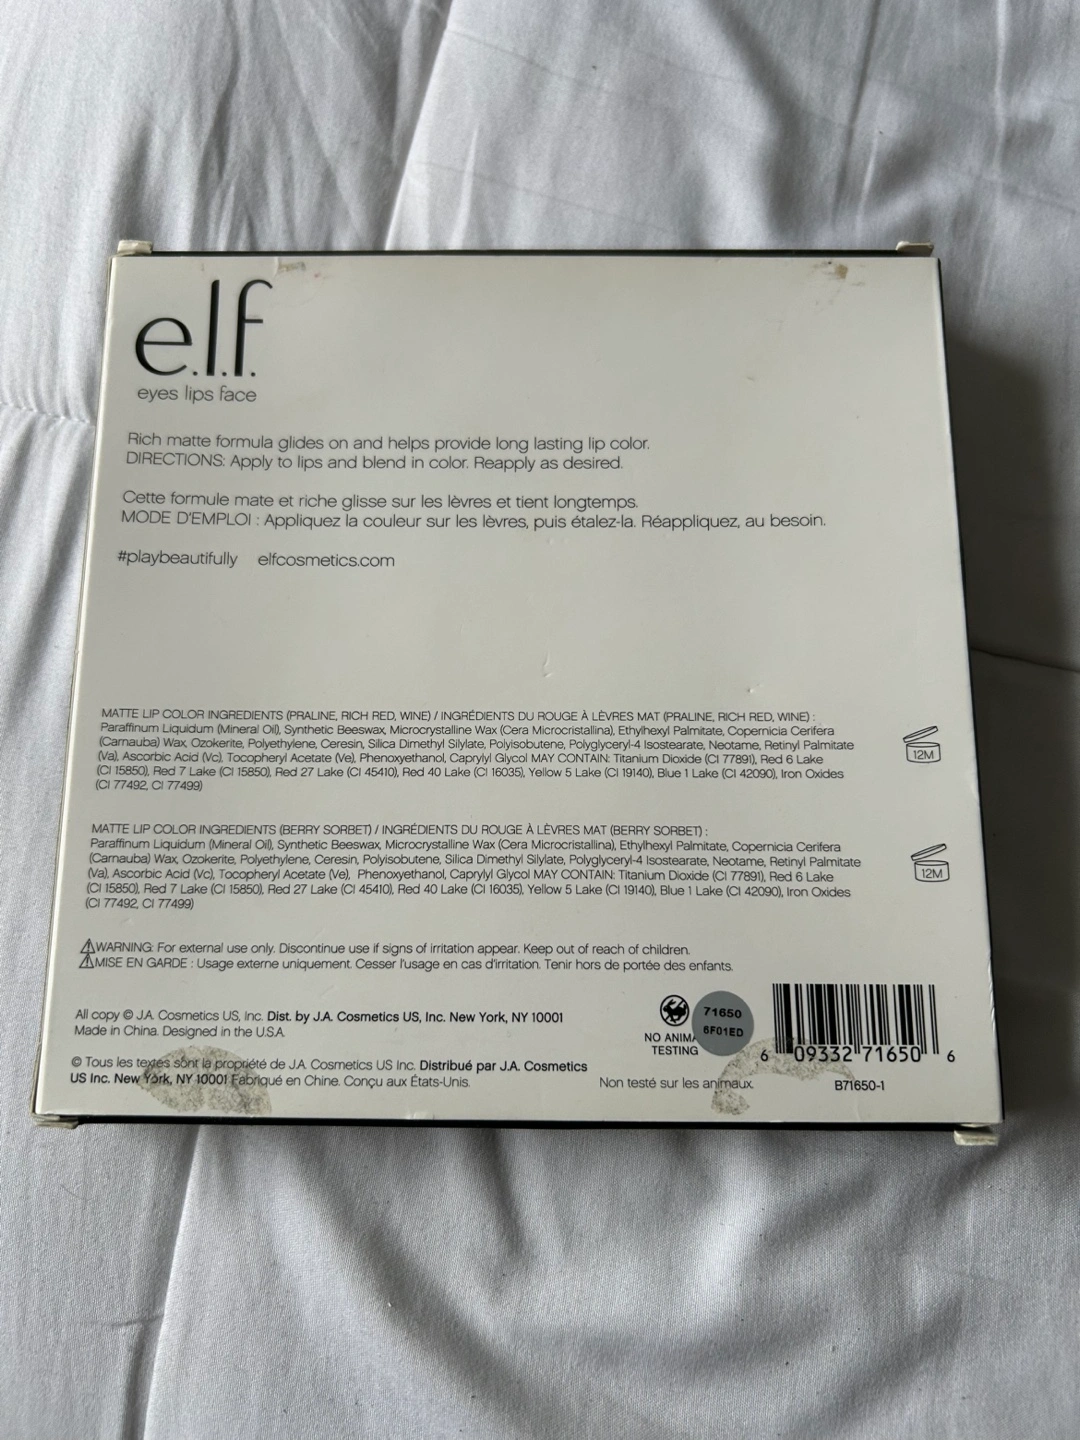 e.l.f.
eyes lips face
Rich matte formula glides on and helps provide long lasting lip color.
DIRECTIONS: Apply to lips and blend in color. Reapply as desired.
Cette formule mate et riche glisse sur les lèvres et tient longtemps.
MODE D'EMPLOI : Appliquez la couleur sur les lèvres, puis étalez-la. Réappliquez, au besoin.
#playbeautifully elfcosmetics.com
MATTE LIP COLOR INGREDIENTS (PRALINE, RICH RED, WINE) / INGRÉDIENTS DU ROUGE À LÈVRES MAT (PRALINE, RICH RED, WINE) :
Paraffinum Liquidum (Mineral Oil), Synthetic Beeswax, Microcrystalline Wax (Cera Microcristallina), Ethylhexyl Palmitate, Copernicia Cerifera
(Carnauba) Wax, Ozokerite, Polyethylene, Ceresin, Silica Dimethyl Silylate, Polyisobutene, Polyglyceryl-4 Isostearate, Neotame, Retinyl Palmitate
(Va), Ascorbic Acid (Vc), Tocopheryl Acetate (Ve), Phenoxyethanol, Caprylyl Glycol MAY CONTAIN: Titanium Dioxide (CI 77891), Red 6 Lake
(CI 15850), Red 7 Lake (CI 15850), Red 27 Lake (CI 45410), Red 40 Lake (CI 16035), Yellow 5 Lake (CI 19140), Blue 1 Lake (CI 42090), Iron Oxides
(CI 77492, CI 77499)
12M
MATTE LIP COLOR INGREDIENTS (BERRY SORBET) / INGRÉDIENTS DU ROUGE À LÈVRES MAT (BERRY SORBET) :
Paraffinum Liquidum (Mineral Oil), Synthetic Beeswax, Microcrystalline Wax (Cera Microcristallina), Ethylhexyl Palmitate, Copernicia Cerifera
(Carnauba) Wax, Ozokerite, Polyethylene, Ceresin, Polyisobutene, Silica Dimethyl Silylate, Polyglyceryl-4 Isostearate, Neotame, Retinyl Palmitate
(Va), Ascorbic Acid (Vc), Tocopheryl Acetate (Ve), Phenoxyethanol, Caprylyl Glycol MAY CONTAIN: Titanium Dioxide (CI 77891), Red 6 Lake
(CI 15850), Red 7 Lake (CI 15850), Red 27 Lake (CI 45410), Red 40 Lake (CI 16035), Yellow 5 Lake (CI 19140), Blue 1 Lake (CI 42090), Iron Oxides
(CI 77492, CI 77499)
12M
WARNING: For external use only. Discontinue use if signs of irritation appear. Keep out of reach of children.
MISE EN GARDE : Usage externe uniquement. Cesser l'usage en cas d'irritation. Tenir hors de portée des enfants.
All copy © J.A. Cosmetics US, Inc. Dist. by J.A. Cosmetics US, Inc. New York, NY 10001
Made in China. Designed in the U.S.A.
© Tous les textes sont la propriété de J.A. Cosmetics US Inc. Distribué par J.A. Cosmetics
US Inc. New York, NY 10001 Fabriqué en Chine. Conçu aux États-Unis.
NO ANIMA
TESTING
71650
6F01ED
Non testé sur les animaux.
6 09332 71650 6
B71650-1